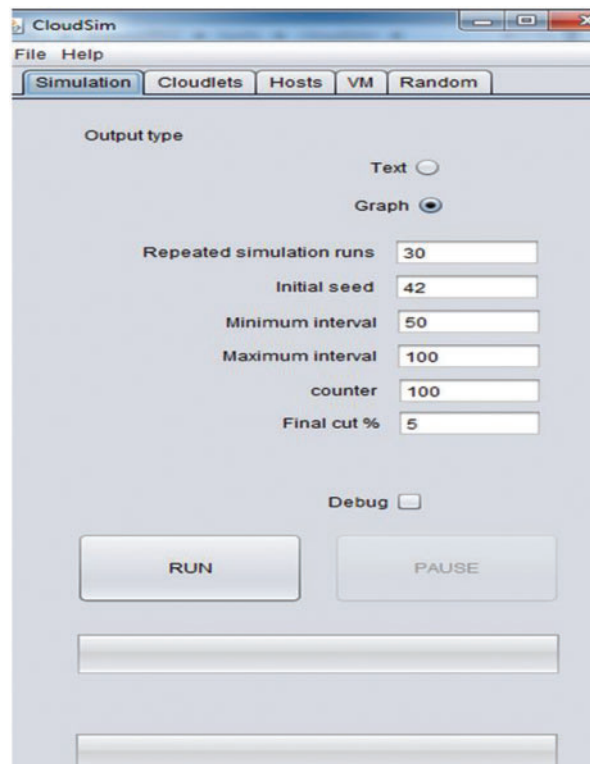 CloudSim
File Help
Simulation Cloudlets Hosts VM Random
Output type
Text
Graph
Repeated simulation runs 30
Initial seed 42
Minimum interval 50
Maximum interval 100
counter 100
Final cut % 5
Debug
RUN PAUSE